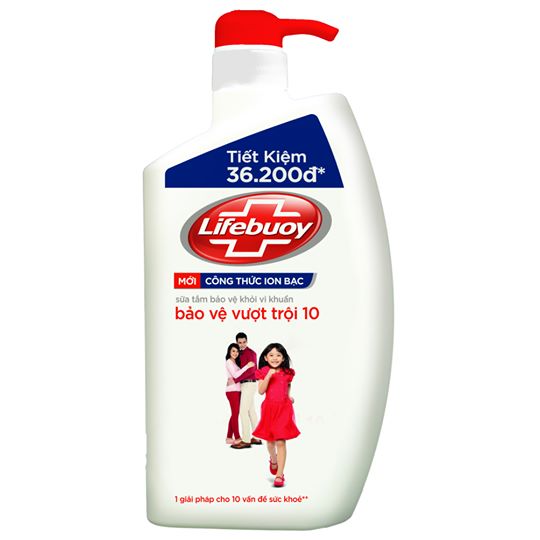 Tiết Kiệm
36.200đ*
Lifebuoy
MỚI CÔNG THỨC ION BẠC
sữa tắm bảo vệ khỏi vi khuẩn
bảo vệ vượt trội 10
1 giải pháp cho 10 vấn đề sức khoẻ**